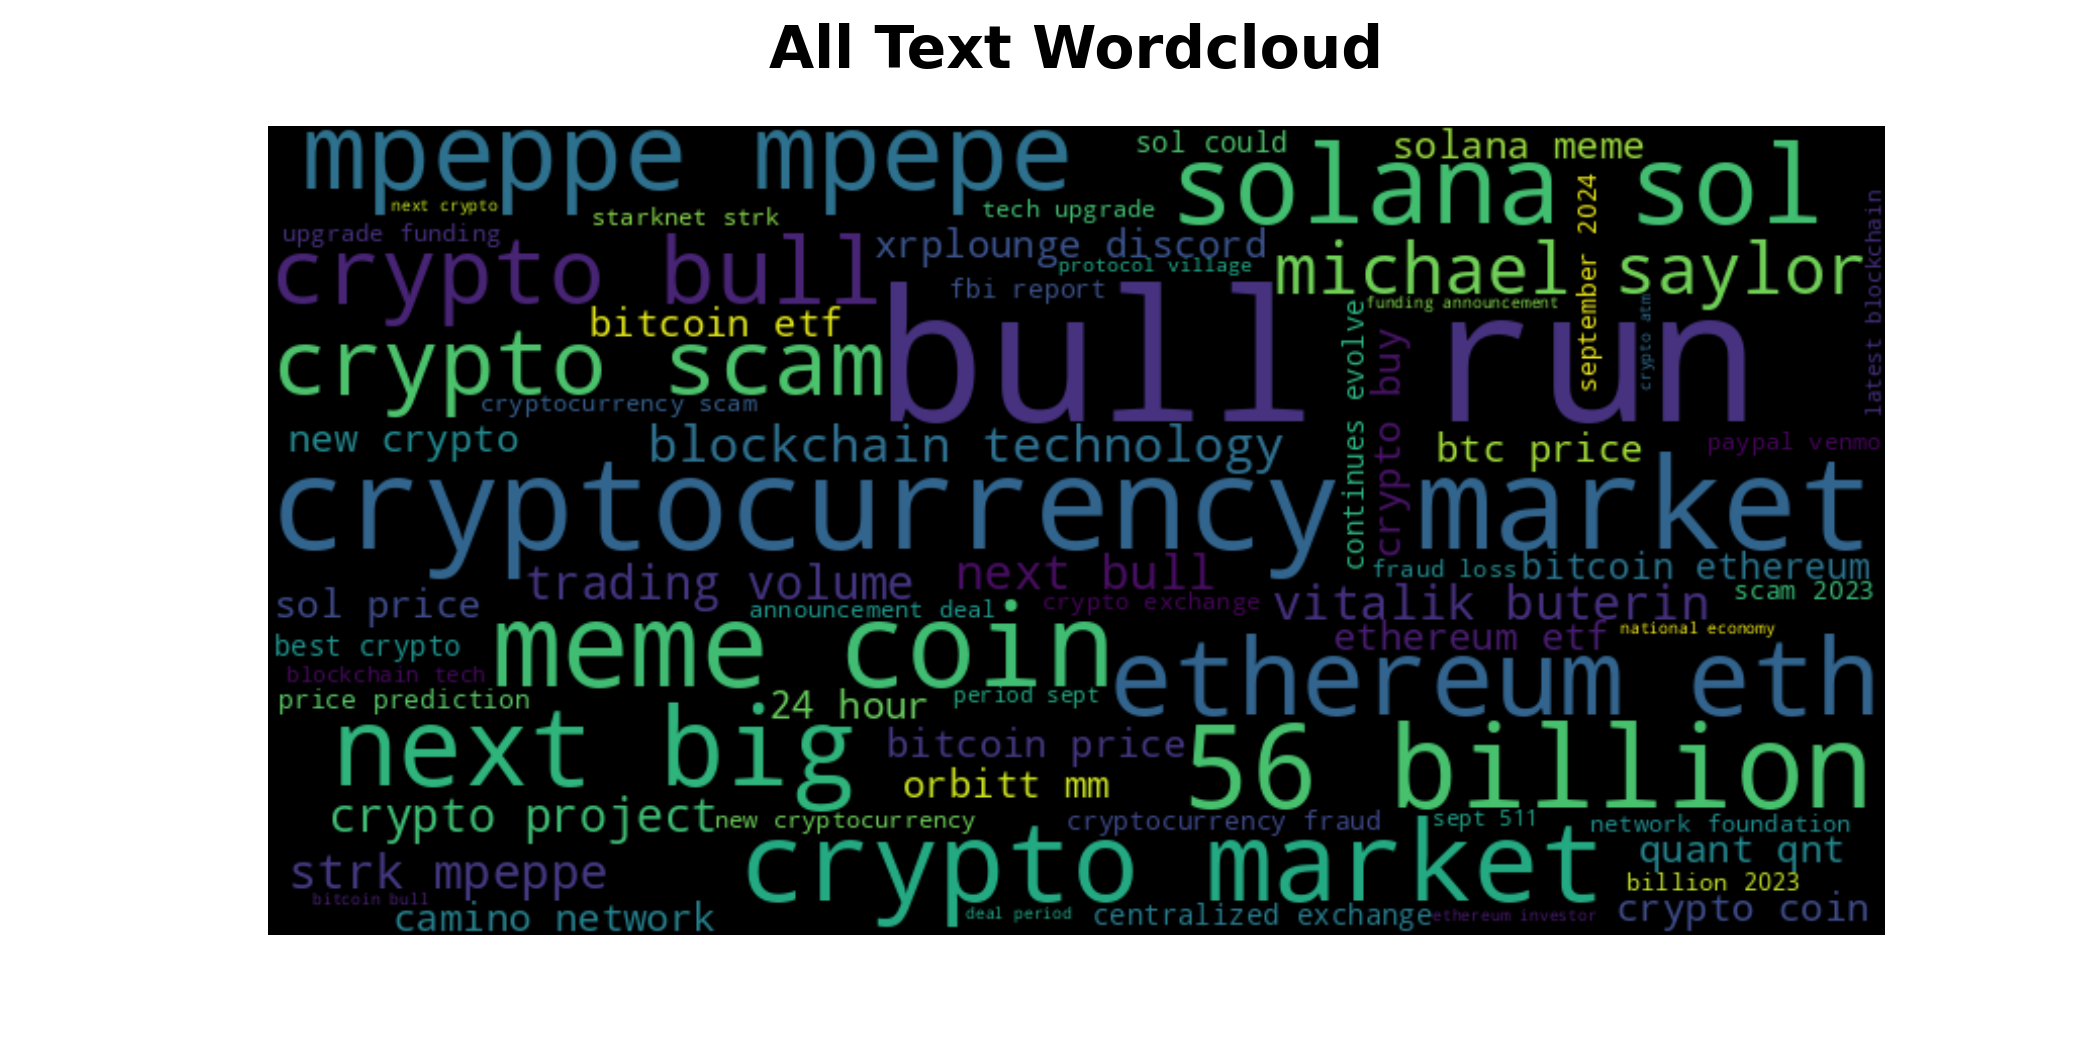 All Text Wordcloud
mpeppe mpepe
sol could
solana meme
solana sol
next crypto
starknet strk
tech upgrade
september 2024
latest blockchain
upgrade funding
crypto bull
xrplounge discord
protocol village
michael saylor
fbi report
bull run
funding announcement
crypto atm
continues evolve
crypto buy
bitcoin etf
crypto scam
cryptocurrency scam
new crypto
blockchain technology
btc price
paypal venmo
cryptocurrency market
trading volume
next bull
fraud loss
bitcoin ethereum
sol price
announcement deal
crypto exchange
vitalik buterin
scam 2023
best crypto
meme coin
ethereum etf
national economy
blockchain tech
ethereum eth
price prediction
24 hour
period sept
next big
bitcoin price
56 billion
orbitt mm
crypto project
new cryptocurrency
cryptocurrency fraud
sept 511
network foundation
crypto market
quant qnt
strk mpeppe
billion 2023
bitcoin bull
camino network
deal period
centralized exchange
ethereum investor
crypto coin